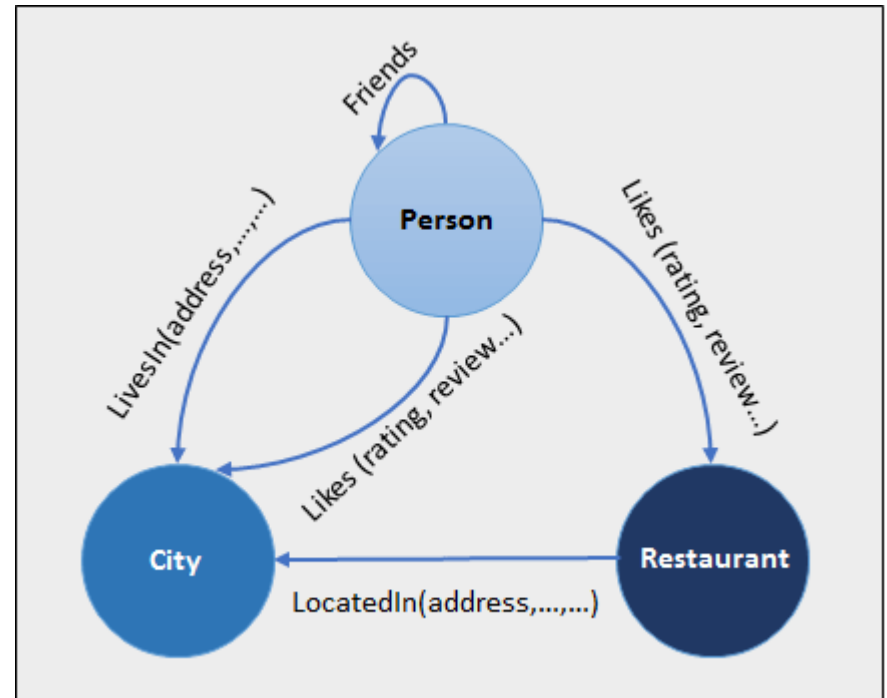 Friends
Person
LivesIn(address,...,...)
Likes (rating, review...)
Likes (rating, review...)
City
Restaurant
LocatedIn(address,...,...)